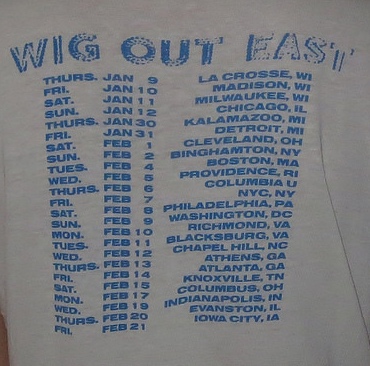 WIG OUT EAST
THURS. JAN 9 LA CROSSE, WI
FRI. JAN 10 MADISON, WI
SAT. JAN 11 MILWAUKEE, WI
SUN. JAN 12 CHICAGO, IL
THURS. JAN 30 KALAMAZOO, MI
FRI. JAN 31 DETROIT, MI
SAT. FEB 1 CLEVELAND, OH
SUN. FEB 2 BINGHAMTON, NY
TUES. FEB 4 BOSTON, MA
WED. FEB 5 PROVIDENCE, RI
THURS. FEB 6 COLUMBIA U
FRI. FEB 7 NYC, NY
SAT. FEB 8 PHILADELPHIA, PA
SUN. FEB 9 WASHINGTON, DC
MON. FEB 10 RICHMOND, VA
TUES. FEB 11 BLACKSBURG, VA
WED. FEB 12 CHAPEL HILL, NC
THURS. FEB 13 ATHENS, GA
FRI. FEB 14 ATLANTA, GA
SAT. FEB 15 KNOXVILLE, TN
MON. FEB 17 COLUMBUS, OH
WED. FEB 19 INDIANAPOLIS, IN
THURS. FEB 20 EVANSTON, IL
FRI. FEB 21 IOWA CITY, IA